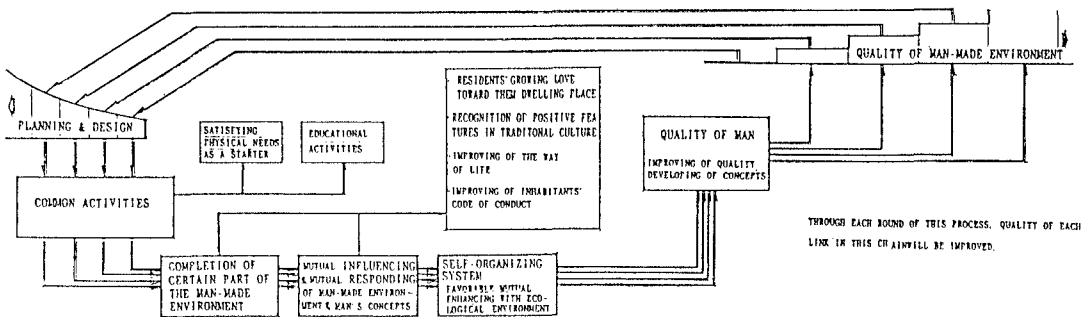 QUALITY OF MAN-MADE ENVIRONMENT
PLANNING & DESIGN
RESIDENTS' GROWING LOVE
TOWARD THEM DWELLING PLACE
RECOGNITION OF POSITIVE FEA
TURES IN TRADITONAL CULTURE
IMPROVING OF THE WAY
OF LIFE
IMPROVING OF INHABITANTS'
CODE OF CONDUCT
SATISEYING
PHYSICAL NEEDS
AS A STARTER
EDUCATIONAL
ACTIVITIES
QUALITY OF MAN
IMPROVING OF QUALITY
DEVELOPING OF CONCEPTS
COMMON ACTIVITIES
THROUGH EACH ROUND OF THIS PROCESS, QUALITY OF EACH
LINK IN THIS CHAINWILL BE IMPROVED.
COMPLETION OF
CERTAIN PART OF
THE MAN-MADE
ENVIRONMENT
MUTUAL INFLUENCING
& MUTUAL RESPONDING
OF MAN-MADE ENVIRON-
MENT & MAN'S CONCEPTS
SELF-ORGANIZING
SYSTEM
FAVORABLE MUTUAL
ENHANCING WITH ECO-
LOGICAL ENVIRONMENT